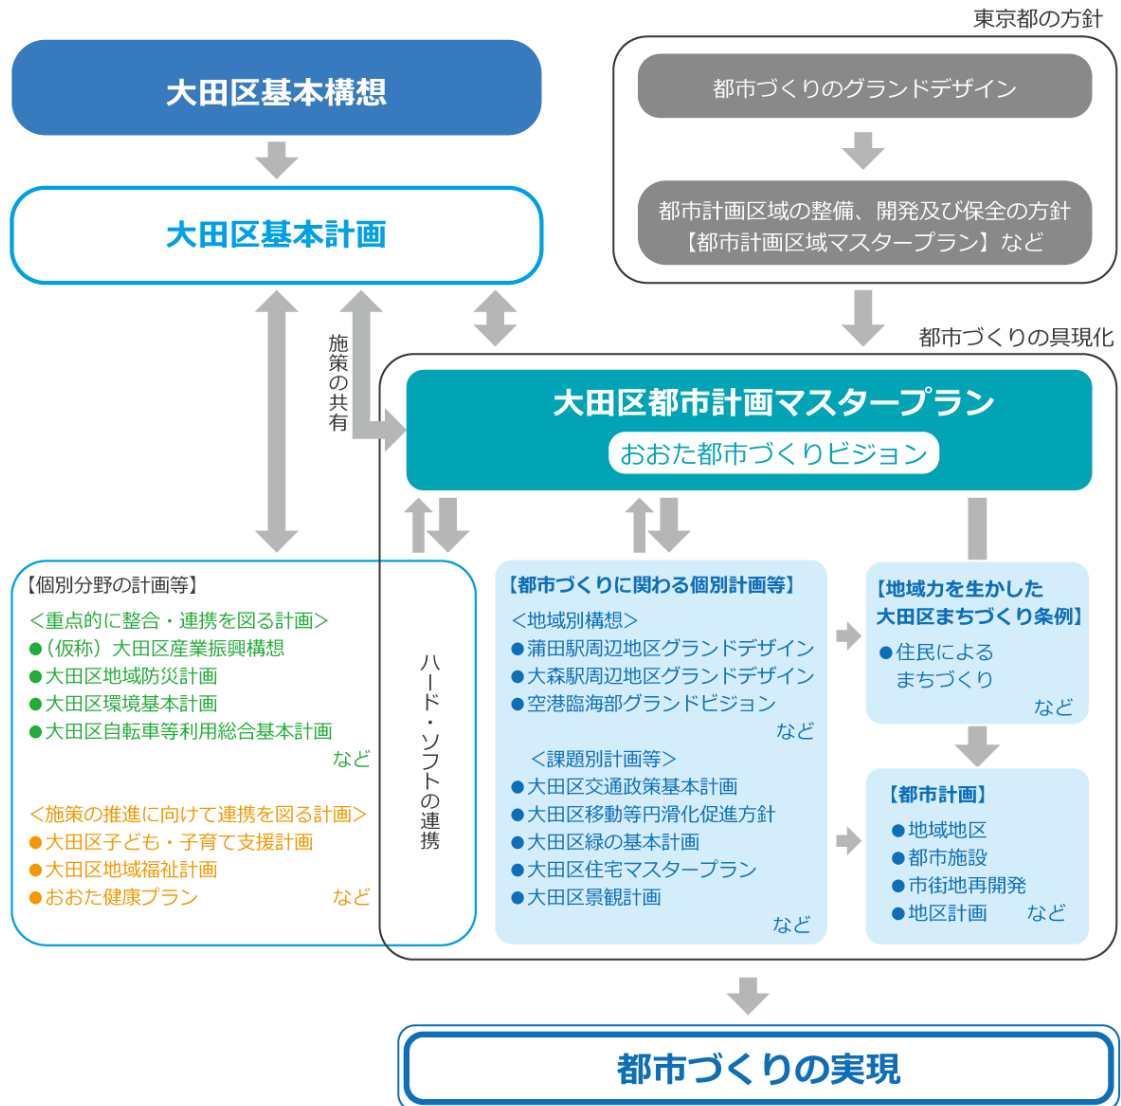 東京都の方針
大田区基本構想
都市づくりのグランドデザイン
大田区基本計画
都市計画区域の整備、開発及び保全の方針
【都市計画区域マスタープラン】など
施策の共有
都市づくりの具現化
大田区都市計画マスタープラン
おおた都市づくりビジョン
【個別分野の計画等】
<重点的に整合・連携を図る計画>
●(仮称)大田区産業振興構想
●大田区地域防災計画
●大田区環境基本計画
●大田区自転車等利用総合基本計画
など
<施策の推進に向けて連携を図る計画>
●大田区子ども・子育て支援計画
●大田区地域福祉計画
●おおた健康プラン など
ハード・ソフトの連携
【都市づくりに関わる個別計画等】
<地域別構想>
●蒲田駅周辺地区グランドデザイン
●大森駅周辺地区グランドデザイン
●空港臨海部グランドビジョン
など
<課題別計画等>
●大田区交通政策基本計画
●大田区移動等円滑化促進方針
●大田区緑の基本計画
●大田区住宅マスタープラン
●大田区景観計画
など
【地域力を生かした
大田区まちづくり条例】
●住民による
まちづくり
など
【都市計画】
●地域地区
●都市施設
●市街地再開発
●地区計画 など
都市づくりの実現